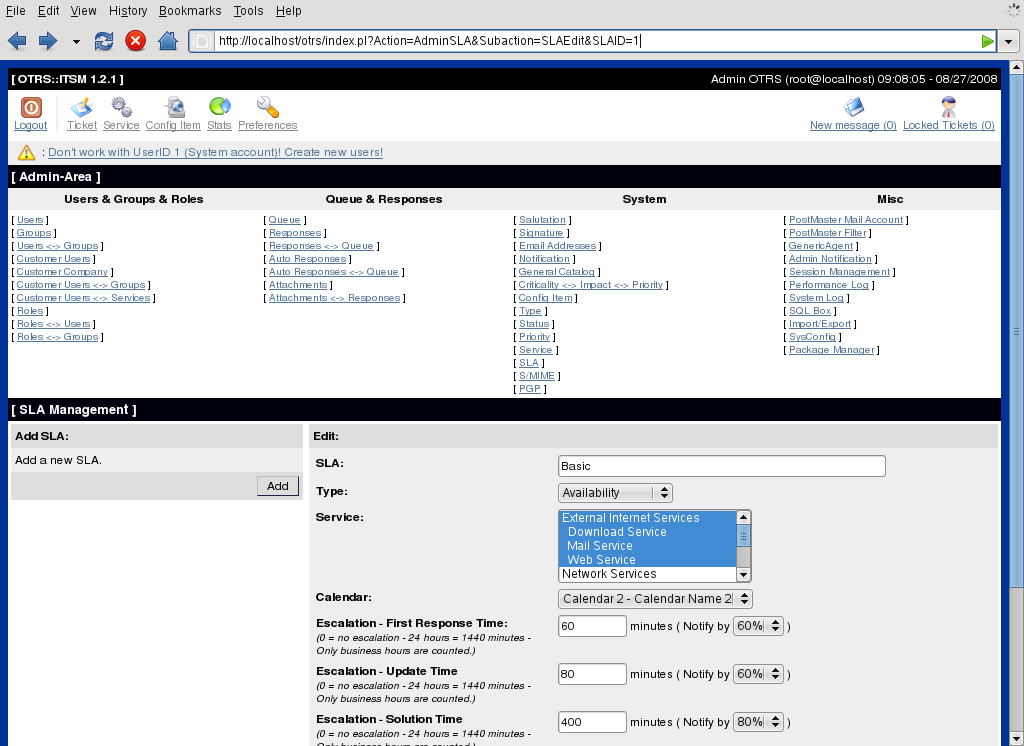 File Edit View History Bookmarks Tools Help
http://localhost/otrs/index.pl?Action=AdminSLA&Subaction=SLAEdit&SLAID=1
[ OTRS::ITSM 1.2.1 ] Admin OTRS (root@localhost) 09:08:05 - 08/27/2008
Logout Ticket Service Config Item Stats Preferences New message (0) Locked Tickets (0)
: Don't work with UserID 1 (System account)! Create new users!
[ Admin-Area ]
Users & Groups & Roles Queue & Responses System Misc
[ Users ] [ Queue ] [ Salutation ] [ PostMaster Mail Account ]
[ Groups ] [ Responses ] [ Signature ] [ PostMaster Filter ]
[ Users <-> Groups ] [ Responses <-> Queue ] [ Email Addresses ] [ GenericAgent ]
[ Customer Users ] [ Auto Responses ] [ Notification ] [ Admin Notification ]
[ Customer Company ] [ Auto Responses <-> Queue ] [ General Catalog ] [ Session Management ]
[ Customer Users <-> Groups ] [ Attachments ] [ Criticality <-> Impact <-> Priority ] [ Performance Log ]
[ Customer Users <-> Services ] [ Attachments <-> Responses ] [ Config Item ] [ System Log ]
[ Roles ] [ Type ] [ SQL Box ]
[ Roles <-> Users ] [ Status ] [ Import/Export ]
[ Roles <-> Groups ] [ Priority ] [ SysConfig ]
[ Service ] [ Package Manager ]
[ SLA ]
[ S/MIME ]
[ PGP ]
[ SLA Management ]
Add SLA: Edit:
Add a new SLA. SLA: Basic
Add Type: Availability
Service: External Internet Services
Download Service
Mail Service
Web Service
Network Services
Calendar: Calendar 2 - Calendar Name 2
Escalation - First Response Time: 60 minutes ( Notify by 60% )
(0 = no escalation - 24 hours = 1440 minutes -
Only business hours are counted.)
Escalation - Update Time 80 minutes ( Notify by 60% )
(0 = no escalation - 24 hours = 1440 minutes -
Only business hours are counted.)
Escalation - Solution Time 400 minutes ( Notify by 80% )
(0 = no escalation - 24 hours = 1440 minutes -
Only business hours are counted.)